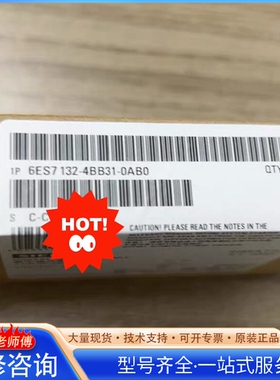 1P 6ES7132-4BB31-0AB0
QTY
S C-C
HOT!
CAUTION! PLEASE READ THE NOTES IN THE
老师傅
大量现货·技术支持·可开专票·原装正品
修咨询
型号齐全·一站式服务